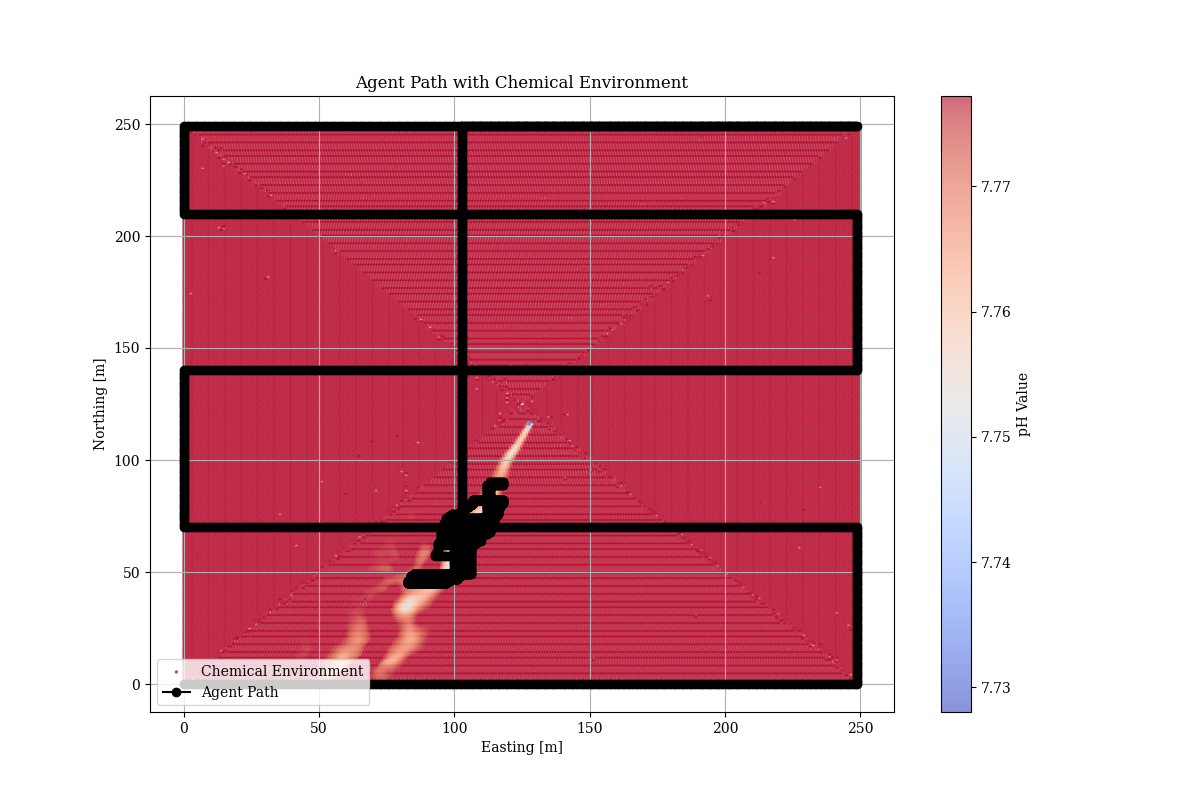 Agent Path with Chemical Environment
250
200
150
100
50
0
Northing [m]
0
50
100
150
200
250
Easting [m]
Chemical Environment
Agent Path
7.77
7.76
7.75
7.74
7.73
pH Value